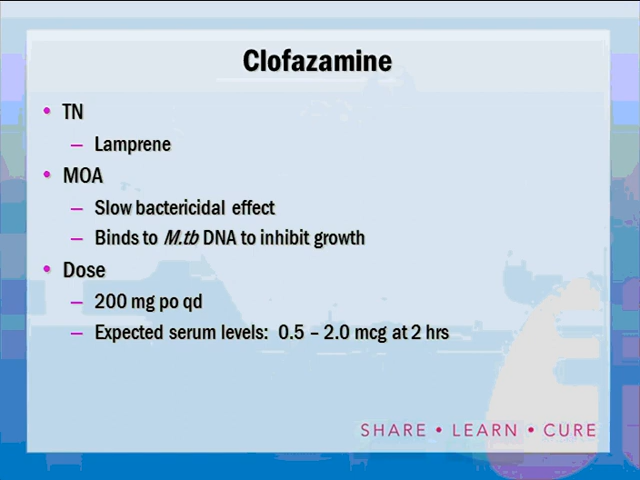 Clofazamine
• TN
– Lamprene
• MOA
– Slow bactericidal effect
– Binds to M.tb DNA to inhibit growth
• Dose
– 200 mg po qd
– Expected serum levels: 0.5 – 2.0 mcg at 2 hrs
SHARE • LEARN • CURE